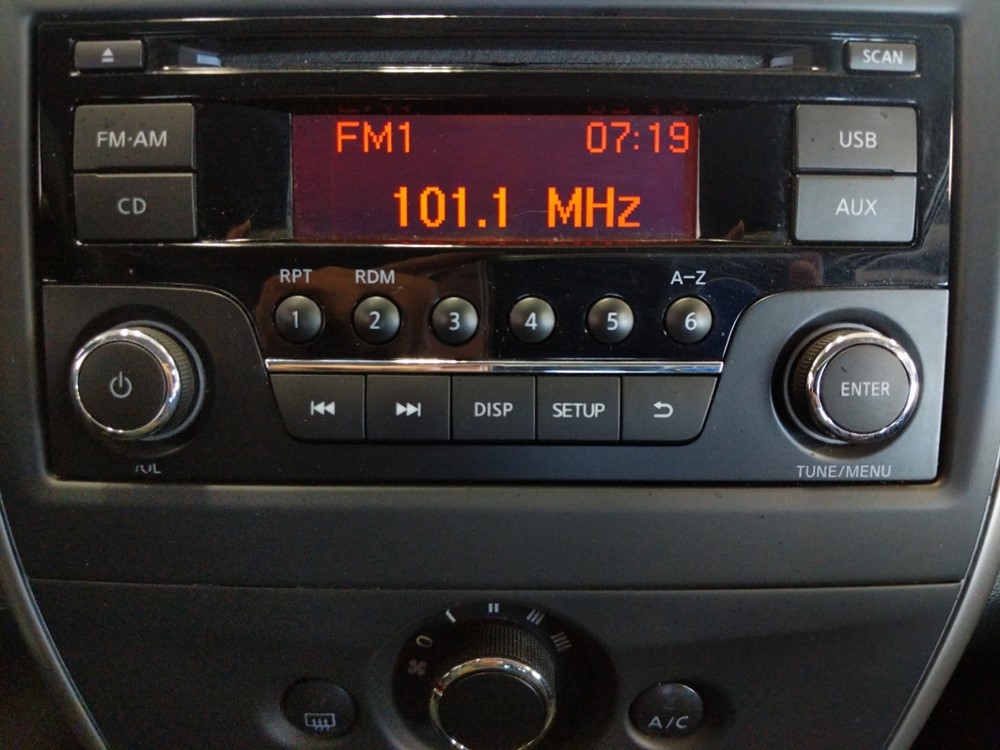 SCAN
FM·AM
FM1 07:19
USB
CD
101.1 MHz
AUX
RPT RDM A–Z
1 2 3 4 5 6
ENTER
DISP SETUP
TUNE/MENU
0
A/C